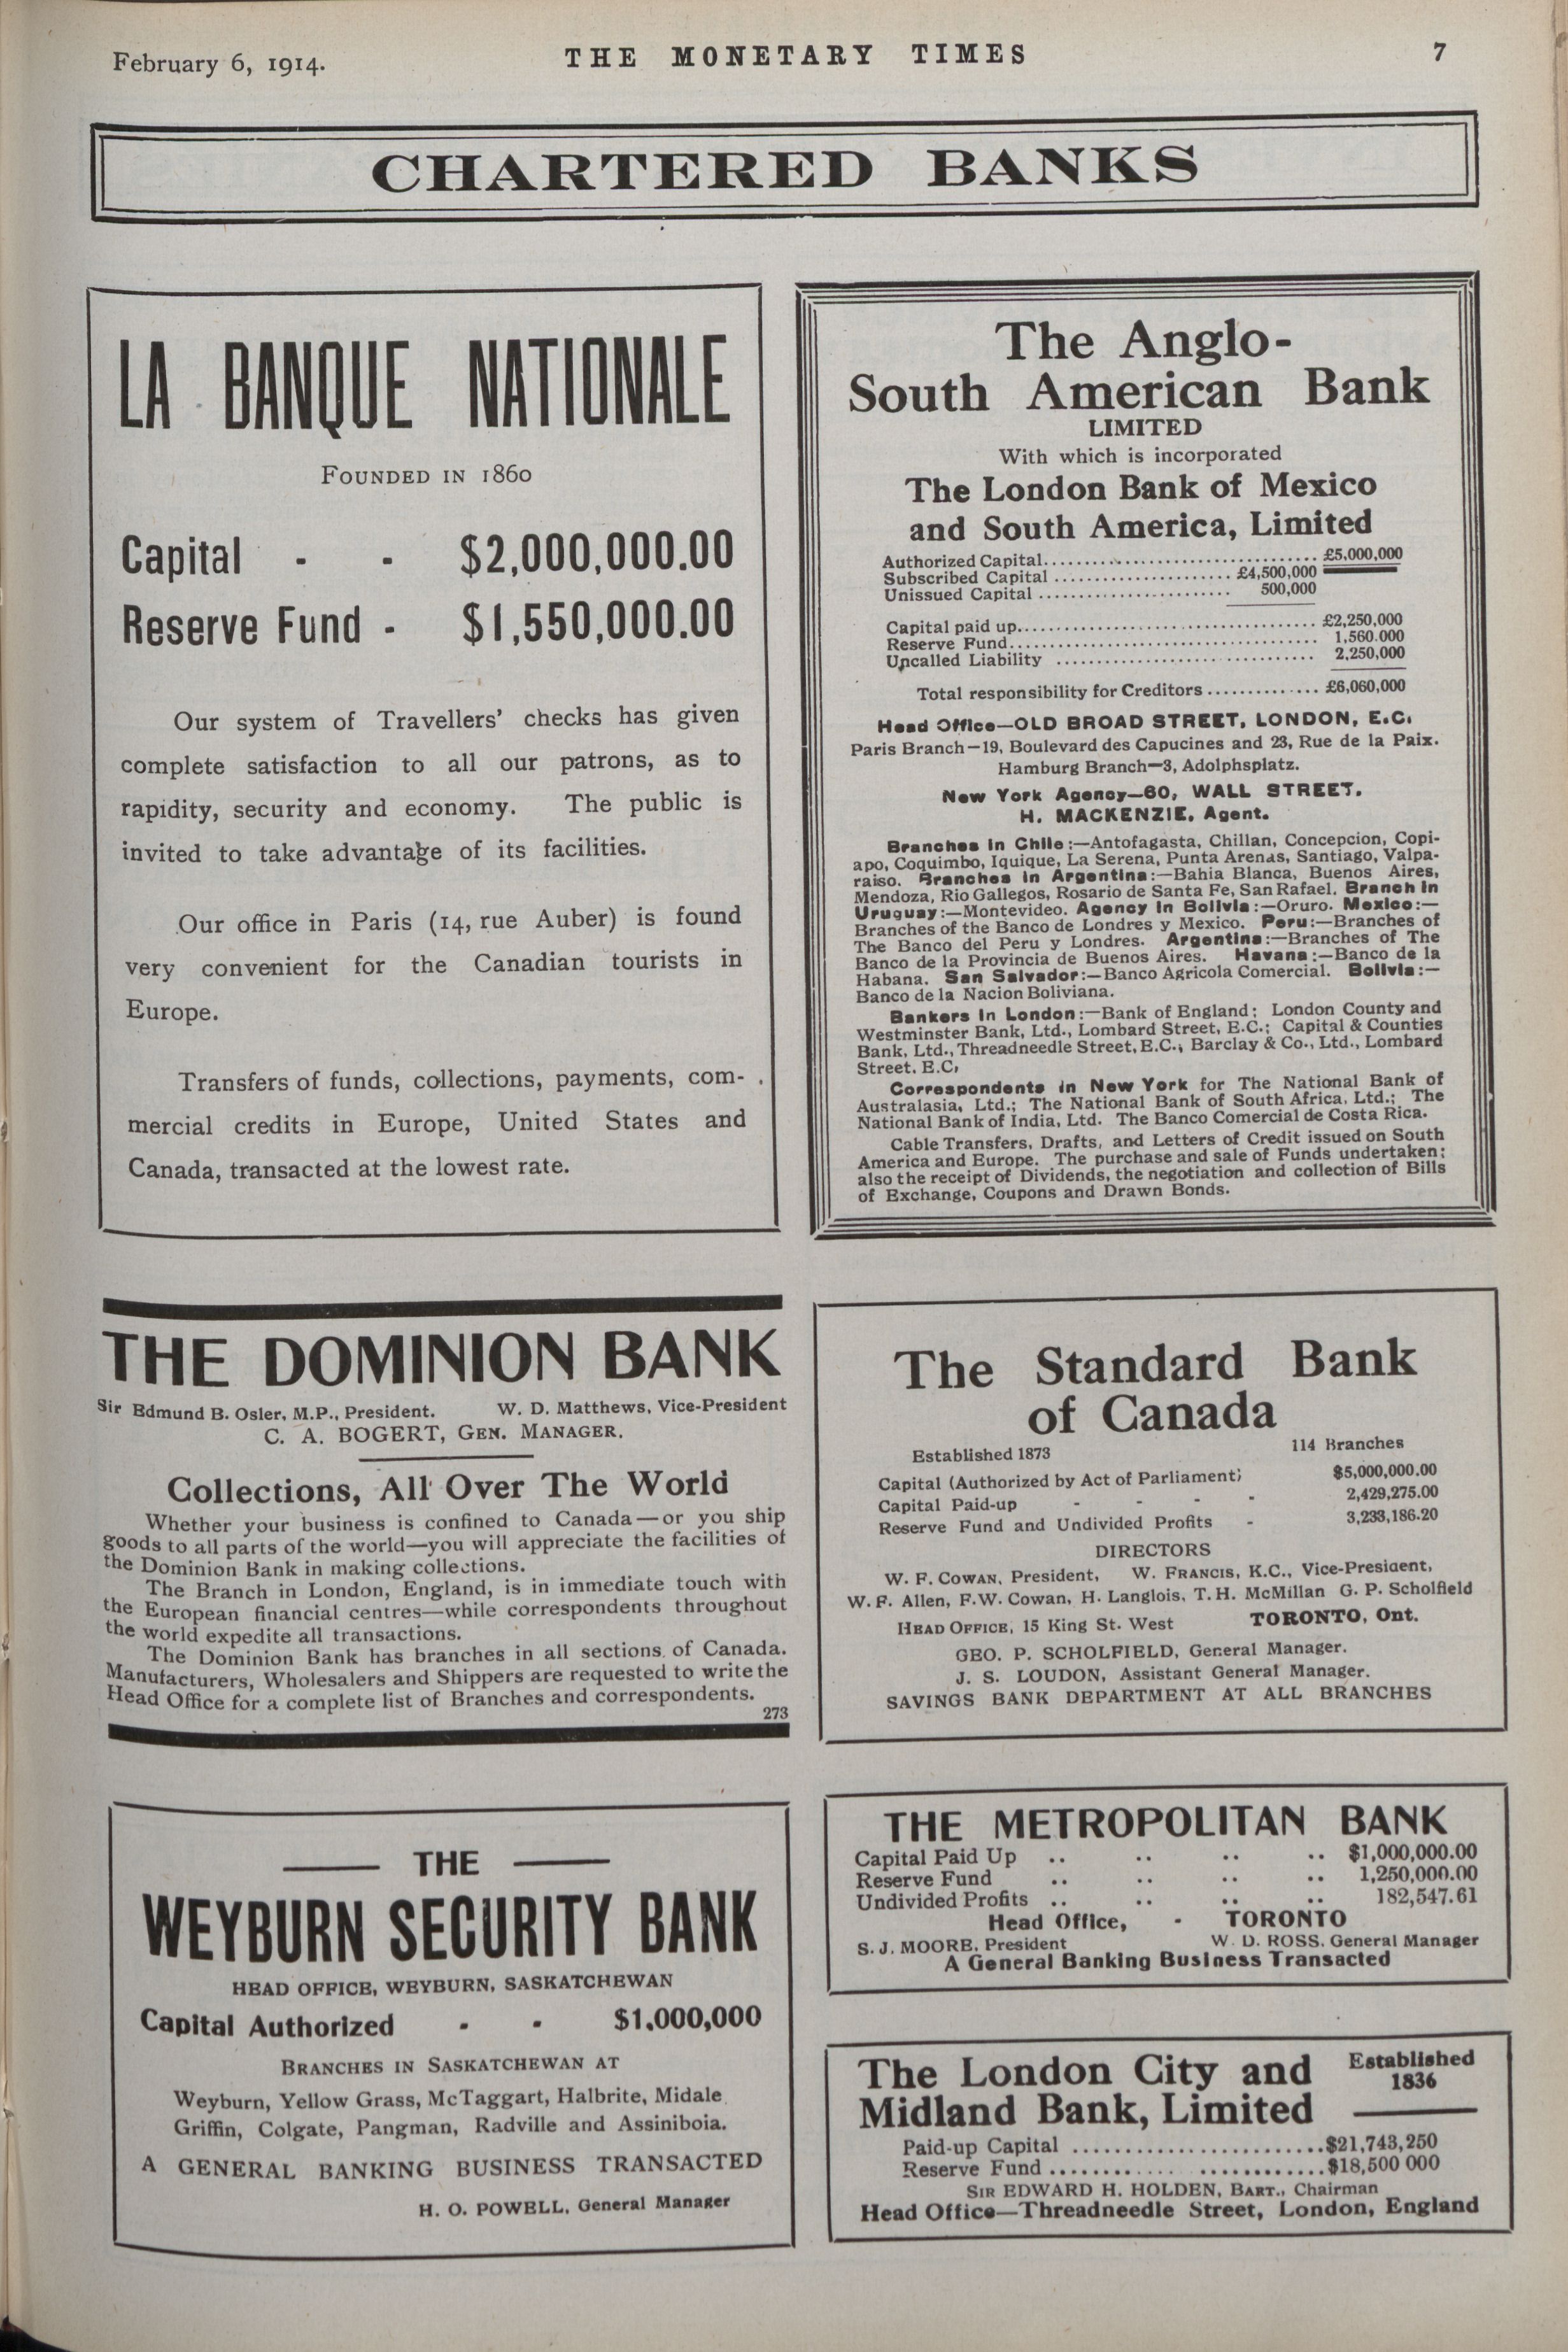 February 6, 1914.
THE MONETARY TIMES
7
CHARTERED BANKS
LA BANQUE NATIONALE
FOUNDED IN 1860
Capital - - $2,000,000.00
Reserve Fund - $1,550,000.00
Our system of Travellers' checks has given
complete satisfaction to all our patrons, as to
rapidity, security and economy. The public is
invited to take advantage of its facilities.
Our office in Paris (14, rue Auber) is found
very convenient for the Canadian tourists in
Europe.
Transfers of funds, collections, payments, com-
mercial credits in Europe, United States and
Canada, transacted at the lowest rate.
The Anglo-
South American Bank
LIMITED
With which is incorporated
The London Bank of Mexico
and South America, Limited
Authorized Capital.................................... £5,000,000
Subscribed Capital ....................... £4,500,000
Unissued Capital ......................... 500,000
Capital paid up....................................... £2,250,000
Reserve Fund........................................ 1,560.000
Uncalled Liability .................................. 2,250,000
Total responsibility for Creditors .............. £6,060,000
Head Office—OLD BROAD STREET, LONDON, E.C.
Paris Branch—19, Boulevard des Capucines and 23, Rue de la Paix.
Hamburg Branch—3, Adolphsplatz.
New York Agency—60, WALL STREET.
H. MACKENZIE, Agent.
Branches in Chile:—Antofagasta, Chillan, Concepcion, Copi-
apo, Coquimbo, Iquique, La Serena, Punta Arenas, Santiago, Valpa-
raiso. Branches in Argentina:—Bahia Blanca, Buenos Aires,
Mendoza, Rio Gallegos, Rosario de Santa Fe, San Rafael. Branch in
Uruguay:—Montevideo. Agency in Bolivia:—Oruro. Mexico:—
Branches of the Banco de Londres y Mexico. Peru:—Branches of
The Banco del Peru y Londres. Argentina:—Branches of The
Banco de la Provincia de Buenos Aires. Havana:—Banco de la
Habana. San Salvador:—Banco Agricola Comercial. Bolivia:—
Banco de la Nacion Boliviana.
Bankers in London:—Bank of England; London County and
Westminster Bank, Ltd., Lombard Street, E.C.; Capital & Counties
Bank, Ltd., Threadneedle Street, E.C.; Barclay & Co., Ltd., Lombard
Street. E.C.
Correspondents in New York for The National Bank of
Australasia, Ltd.; The National Bank of South Africa, Ltd.; The
National Bank of India, Ltd. The Banco Comercial de Costa Rica.
Cable Transfers, Drafts, and Letters of Credit issued on South
America and Europe. The purchase and sale of Funds undertaken;
also the receipt of Dividends, the negotiation and collection of Bills
of Exchange, Coupons and Drawn Bonds.
THE DOMINION BANK
Sir Edmund B. Osler, M.P., President. W. D. Matthews, Vice-President
C. A. BOGERT, GEN. MANAGER.
Collections, All Over The World
Whether your business is confined to Canada—or you ship
goods to all parts of the world—you will appreciate the facilities of
the Dominion Bank in making collections.
The Branch in London, England, is in immediate touch with
the European financial centres—while correspondents throughout
the world expedite all transactions.
The Dominion Bank has branches in all sections of Canada.
Manufacturers, Wholesalers and Shippers are requested to write the
Head Office for a complete list of Branches and correspondents.
273
The Standard Bank
of Canada
Established 1873 114 Branches
Capital (Authorized by Act of Parliament) $5,000,000.00
Capital Paid-up - - - - 2,429,275.00
Reserve Fund and Undivided Profits - 3,233,186.20
DIRECTORS
W. F. COWAN, President, W. FRANCIS, K.C., Vice-President,
W. F. Allen, F.W. Cowan, H. Langlois, T. H. McMillan G. P. Scholfield
HEAD OFFICE, 15 King St. West TORONTO, Ont.
GEO. P. SCHOLFIELD, General Manager.
J. S. LOUDON, Assistant General Manager.
SAVINGS BANK DEPARTMENT AT ALL BRANCHES
THE
WEYBURN SECURITY BANK
HEAD OFFICE, WEYBURN, SASKATCHEWAN
Capital Authorized - - $1,000,000
BRANCHES IN SASKATCHEWAN AT
Weyburn, Yellow Grass, McTaggart, Halbrite, Midale
Griffin, Colgate, Pangman, Radville and Assiniboia.
A GENERAL BANKING BUSINESS TRANSACTED
H. O. POWELL, General Manager
THE METROPOLITAN BANK
Capital Paid Up .. .. .. .. $1,000,000.00
Reserve Fund .. .. .. .. 1,250,000.00
Undivided Profits .. .. .. .. 182,547.61
Head Office, - TORONTO
S. J. MOORE, President W. D. ROSS, General Manager
A General Banking Business Transacted
The London City and
Midland Bank, Limited
Established
1836
Paid-up Capital ........................$21,743,250
Reserve Fund ............ ............$18,500 000
SIR EDWARD H. HOLDEN, BART., Chairman
Head Office—Threadneedle Street, London, England